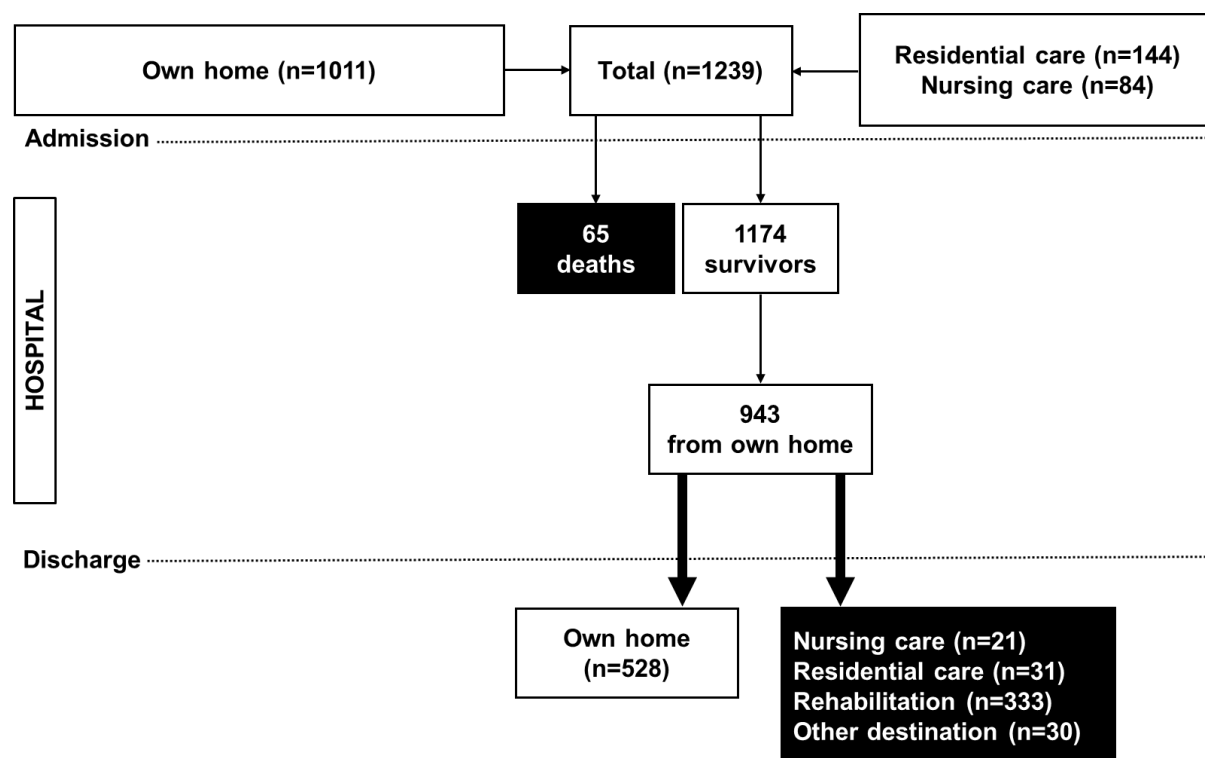 Own home (n=1011)
Total (n=1239)
Residential care (n=144)
Nursing care (n=84)
Admission
HOSPITAL
65
deaths
1174
survivors
943
from own home
Discharge
Own home
(n=528)
Nursing care (n=21)
Residential care (n=31)
Rehabilitation (n=333)
Other destination (n=30)